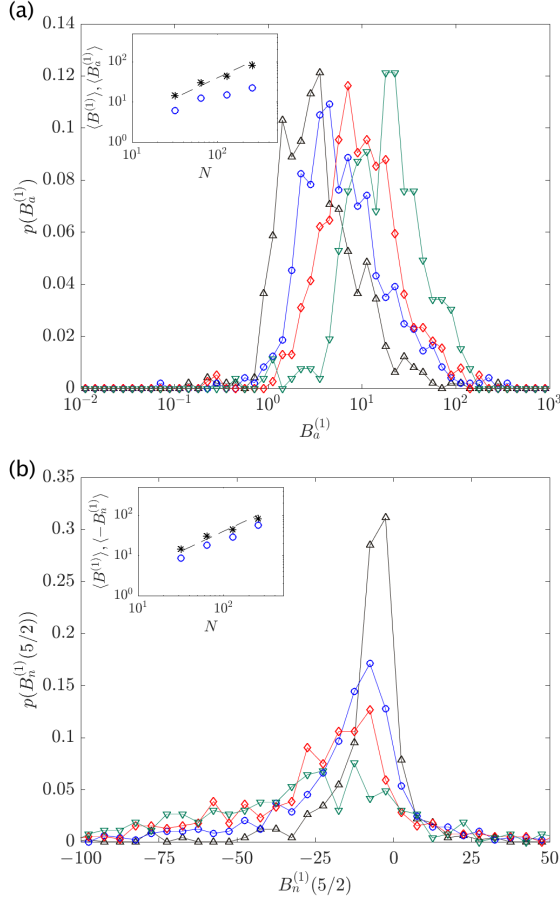 (a)
0.14
0.12
0.1
0.08
0.06
0.04
0.02
0
p(B_a^{(1)})
10^{-2} 10^{-1} 10^0 10^1 10^2 10^3
B_a^{(1)}
⟨B^{(1)}⟩, ⟨B_a^{(1)}⟩
10^2
10^1
10^0
10^1 10^2
N
(b)
0.35
0.3
0.25
0.2
0.15
0.1
0.05
0
p(B_n^{(1)}(5/2))
−100 −75 −50 −25 0 25 50
B_n^{(1)}(5/2)
⟨B^{(1)}⟩, ⟨−B_n^{(1)}⟩
10^2
10^1
10^0
10^1 10^2
N